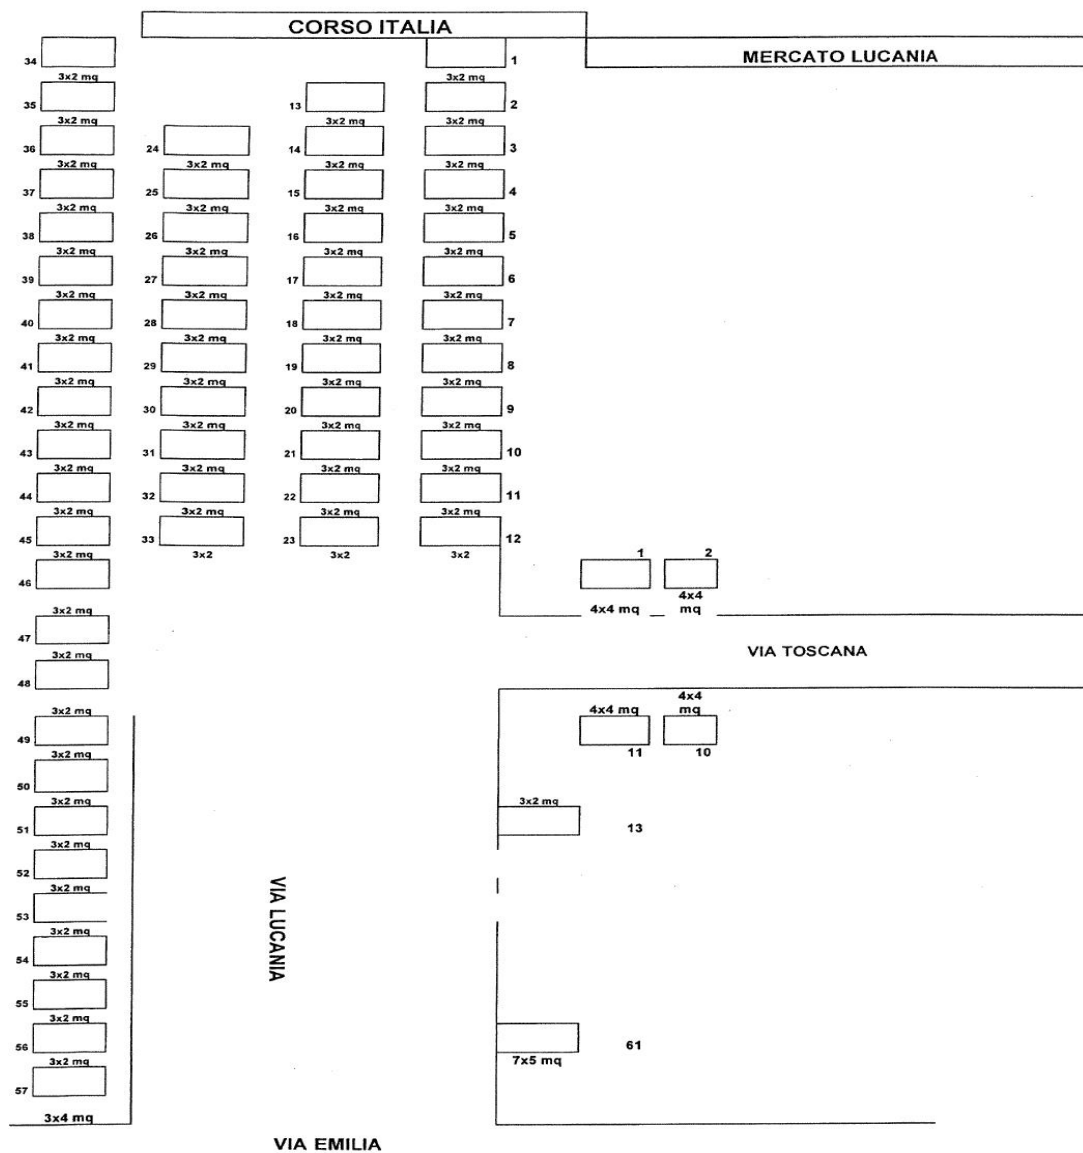 CORSO ITALIA
MERCATO LUCANIA
34 1
3x2 mq 3x2 mq
35 13 2
3x2 mq 3x2 mq 3x2 mq
36 24 14 3
3x2 mq 3x2 mq 3x2 mq 3x2 mq
37 25 15 4
3x2 mq 3x2 mq 3x2 mq 3x2 mq
38 26 16 5
3x2 mq 3x2 mq 3x2 mq 3x2 mq
39 27 17 6
3x2 mq 3x2 mq 3x2 mq 3x2 mq
40 28 18 7
3x2 mq 3x2 mq 3x2 mq 3x2 mq
41 29 19 8
3x2 mq 3x2 mq 3x2 mq 3x2 mq
42 30 20 9
3x2 mq 3x2 mq 3x2 mq 3x2 mq
43 31 21 10
3x2 mq 3x2 mq 3x2 mq 3x2 mq
44 32 22 11
3x2 mq 3x2 mq 3x2 mq 3x2 mq
45 33 23 12
3x2 mq 3x2 3x2 3x2 1 2
46
4x4
3x2 mq 4x4 mq mq
47
VIA TOSCANA
3x2 mq
48
4x4
3x2 mq 4x4 mq mq
49
3x2 mq 11 10
50
3x2 mq 3x2 mq
51 13
3x2 mq
52
3x2 mq
53
3x2 mq
VIA LUCANIA
54
3x2 mq
55
3x2 mq
56 61
3x2 mq 7x5 mq
57
3x4 mq
VIA EMILIA